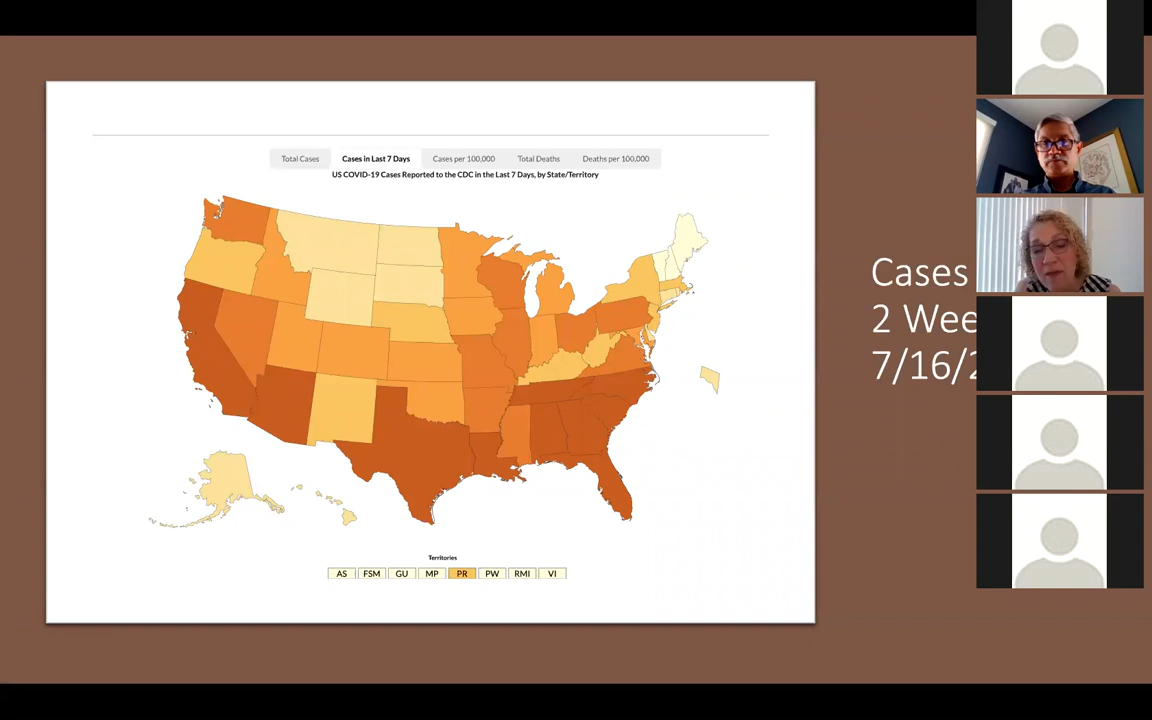 Total Cases
Cases in Last 7 Days
Cases per 100,000
Total Deaths
Deaths per 100,000
US COVID-19 Cases Reported to the CDC in the Last 7 Days, by State/Territory
Cases
2 Wee
7/16/2
Territories
AS FSM GU MP PR PW RMI VI